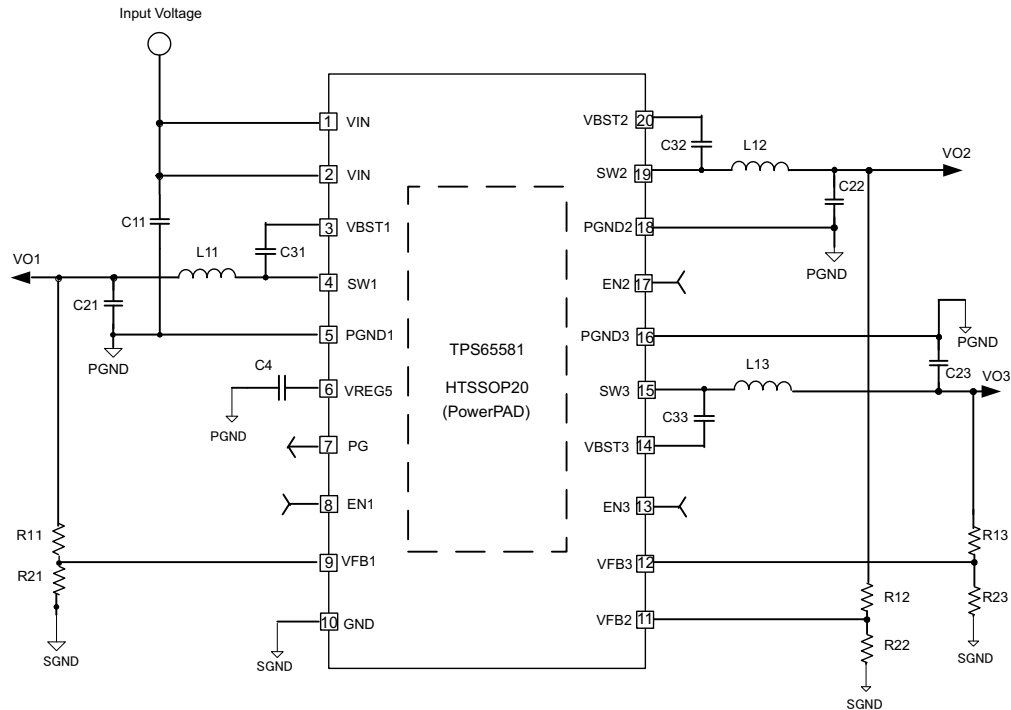 Input Voltage
1 VIN
2 VIN
3 VBST1
4 SW1
5 PGND1
6 VREG5
7 PG
8 EN1
9 VFB1
10 GND
VBST2 20
SW2 19
PGND2 18
EN2 17
PGND3 16
SW3 15
VBST3 14
EN3 13
VFB3 12
VFB2 11
TPS65581
HTSSOP20
(PowerPAD)
C11
C31
L11
VO1
C21
PGND
C4
PGND
R11
R21
SGND
SGND
C32
L12
VO2
C22
PGND
PGND
L13
C23
VO3
C33
R13
R12
R23
R22
SGND
SGND